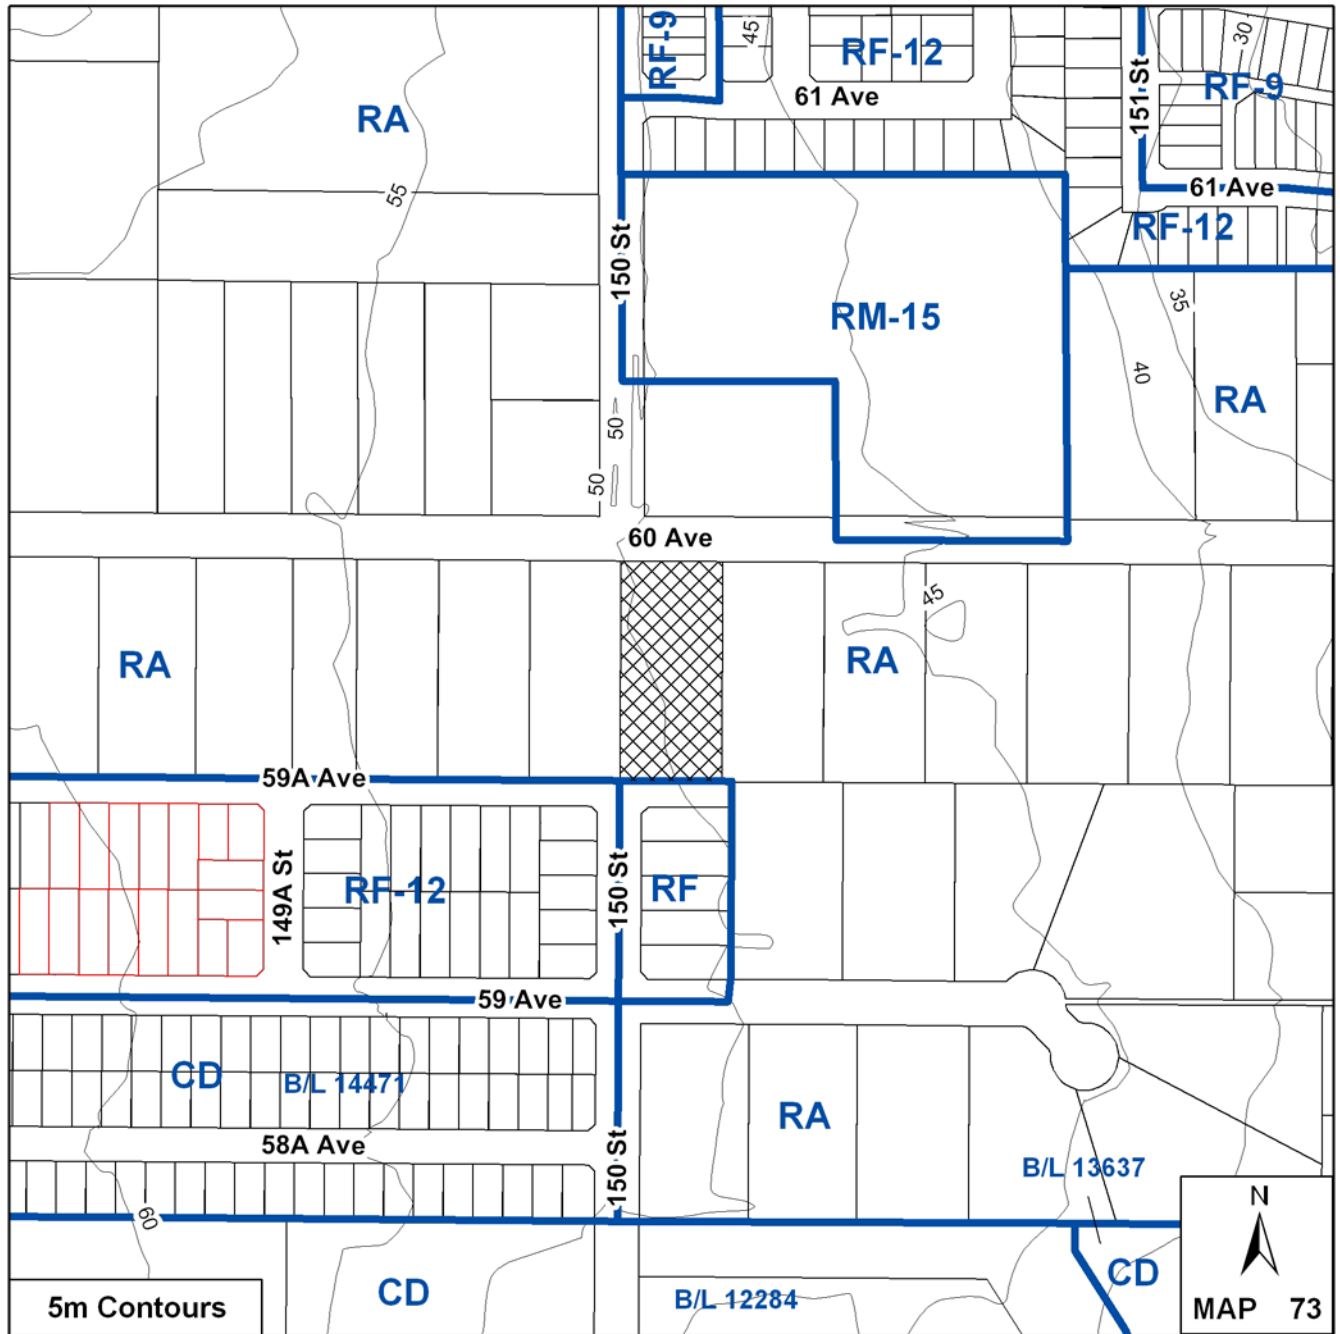 RF-9
45
RF-12
30
RF-9
151 St
61 Ave
RA
55
61 Ave
RF-12
150 St
35
RM-15
40
RA
50
50
60 Ave
45
RA
RA
59A Ave
149A St
RF-12
150 St
RF
59 Ave
CD
B/L 14471
RA
58A Ave
150 St
B/L 13637
60
N
CD
CD
B/L 12284
5m Contours
MAP 73